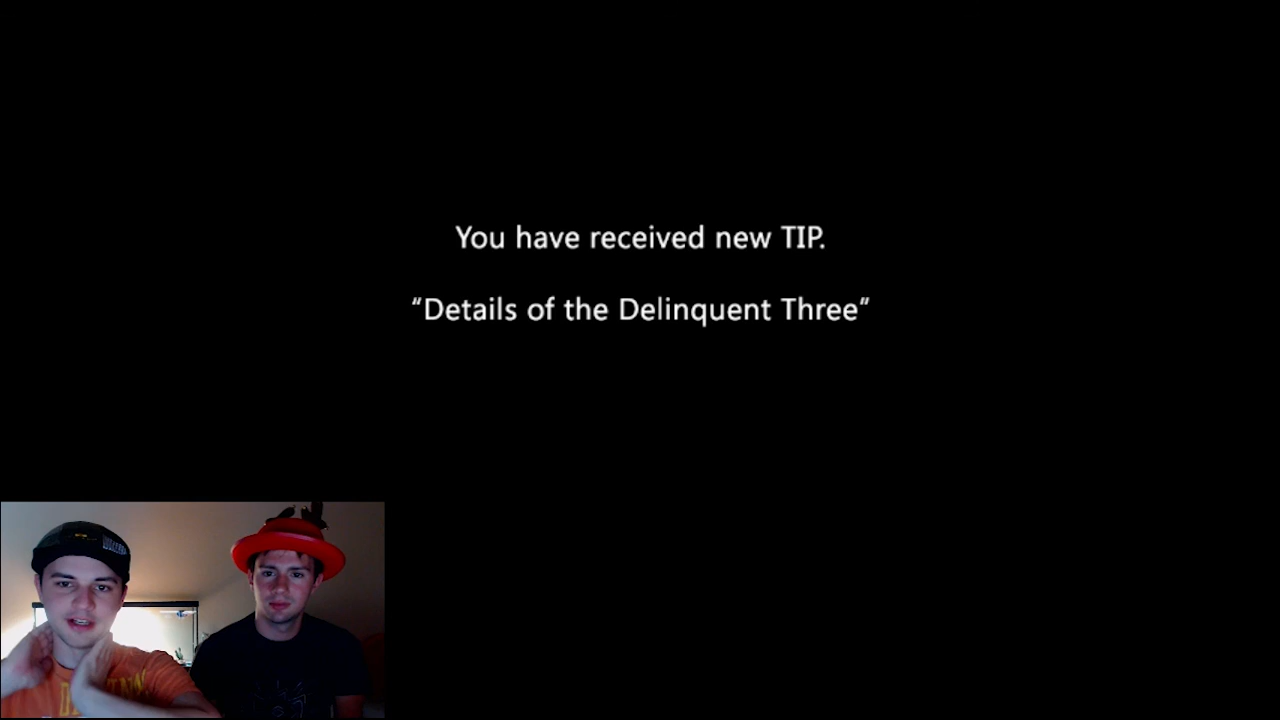 You have received new TIP.
“Details of the Delinquent Three”